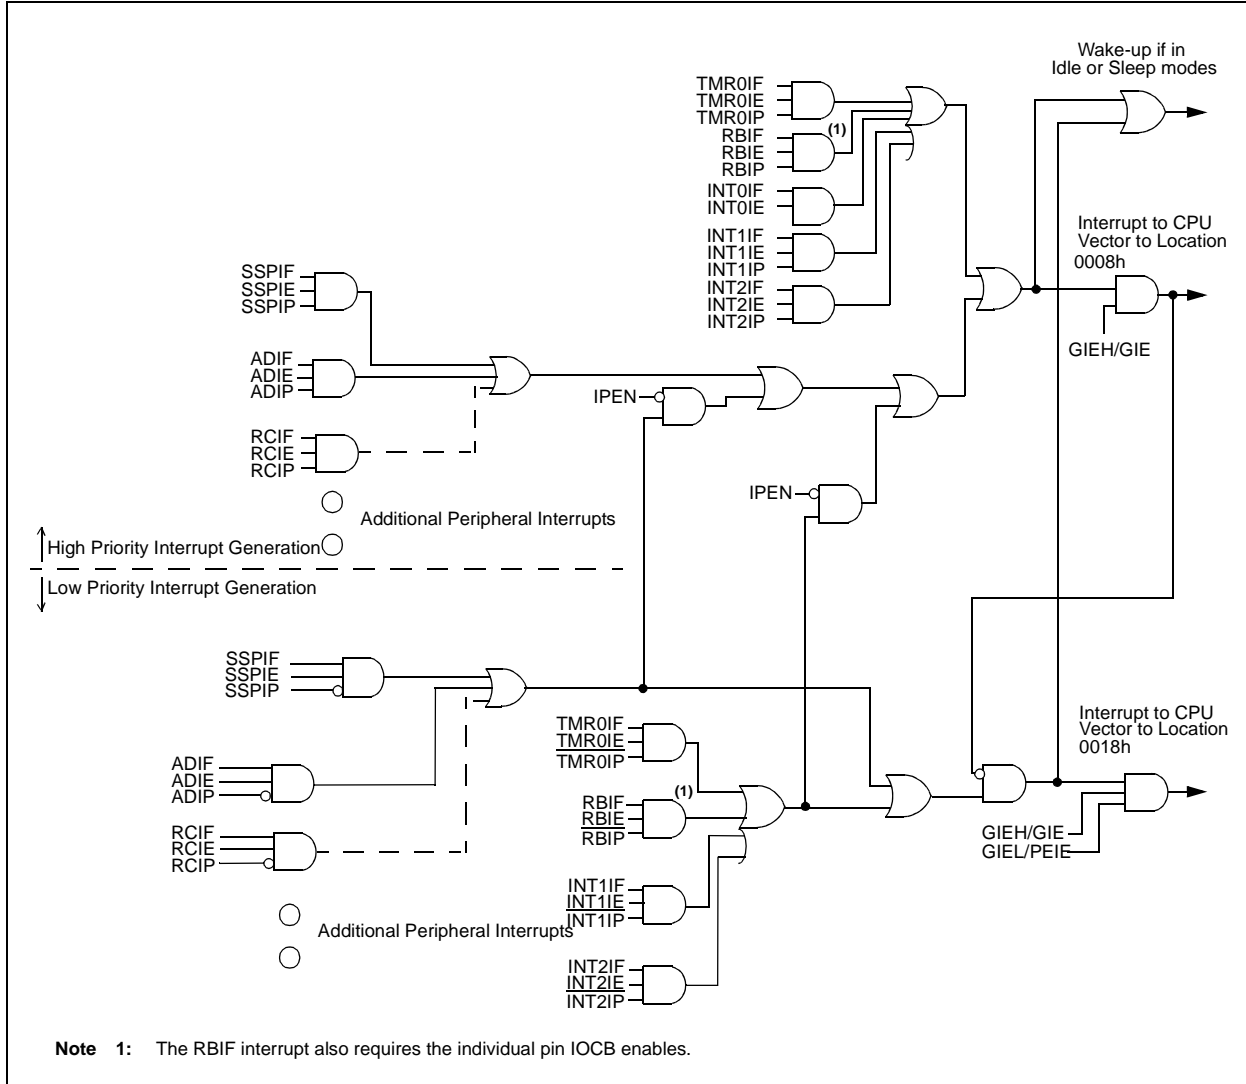 Wake-up if in
Idle or Sleep modes
TMR0IF
TMR0IE
TMR0IP
(1)
RBIF
RBIE
RBIP
INT0IF
INT0IE
INT1IF
INT1IE
INT1IP
INT2IF
INT2IE
INT2IP
Interrupt to CPU
Vector to Location
0008h
GIEH/GIE
SSPIF
SSPIE
SSPIP
ADIF
ADIE
ADIP
RCIF
RCIE
RCIP
IPEN
IPEN
Additional Peripheral Interrupts
High Priority Interrupt Generation
Low Priority Interrupt Generation
SSPIF
SSPIE
SSPIP
ADIF
ADIE
ADIP
RCIF
RCIE
RCIP
Additional Peripheral Interrupts
TMR0IF
TMR0IE
TMR0IP
(1)
RBIF
RBIE
RBIP
INT1IF
INT1IE
INT1IP
INT2IF
INT2IE
INT2IP
Interrupt to CPU
Vector to Location
0018h
GIEH/GIE
GIEL/PEIE
Note 1: The RBIF interrupt also requires the individual pin IOCB enables.